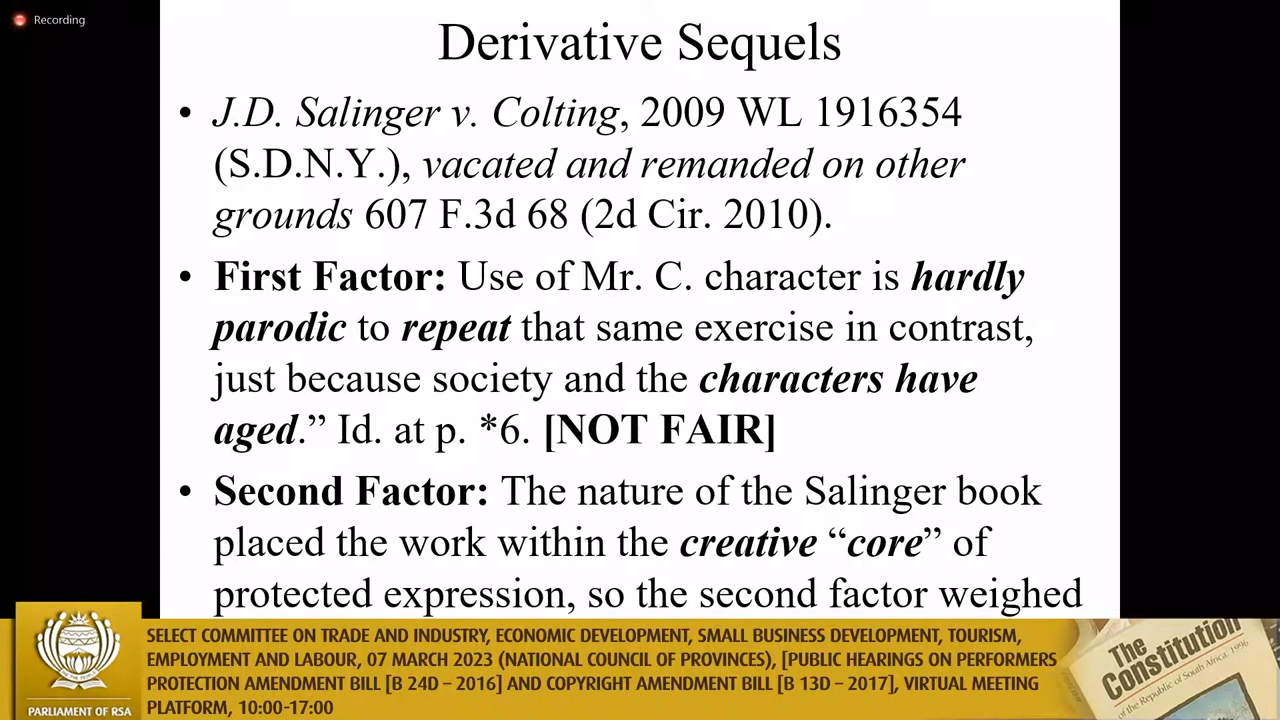 Recording
Derivative Sequels
• J.D. Salinger v. Colting, 2009 WL 1916354
(S.D.N.Y.), vacated and remanded on other
grounds 607 F.3d 68 (2d Cir. 2010).
• First Factor: Use of Mr. C. character is hardly
parodic to repeat that same exercise in contrast,
just because society and the characters have
aged.” Id. at p. *6. [NOT FAIR]
• Second Factor: The nature of the Salinger book
placed the work within the creative “core” of
protected expression, so the second factor weighed
SELECT COMMITTEE ON TRADE AND INDUSTRY, ECONOMIC DEVELOPMENT, SMALL BUSINESS DEVELOPMENT, TOURISM,
EMPLOYMENT AND LABOUR, 07 MARCH 2023 (NATIONAL COUNCIL OF PROVINCES), [PUBLIC HEARINGS ON PERFORMERS
PROTECTION AMENDMENT BILL [B 24D – 2016] AND COPYRIGHT AMENDMENT BILL [B 13D – 2017], VIRTUAL MEETING
PLATFORM, 10:00-17:00
PARLIAMENT OF RSA
The
Constitution
of the Republic of South Africa, 1996